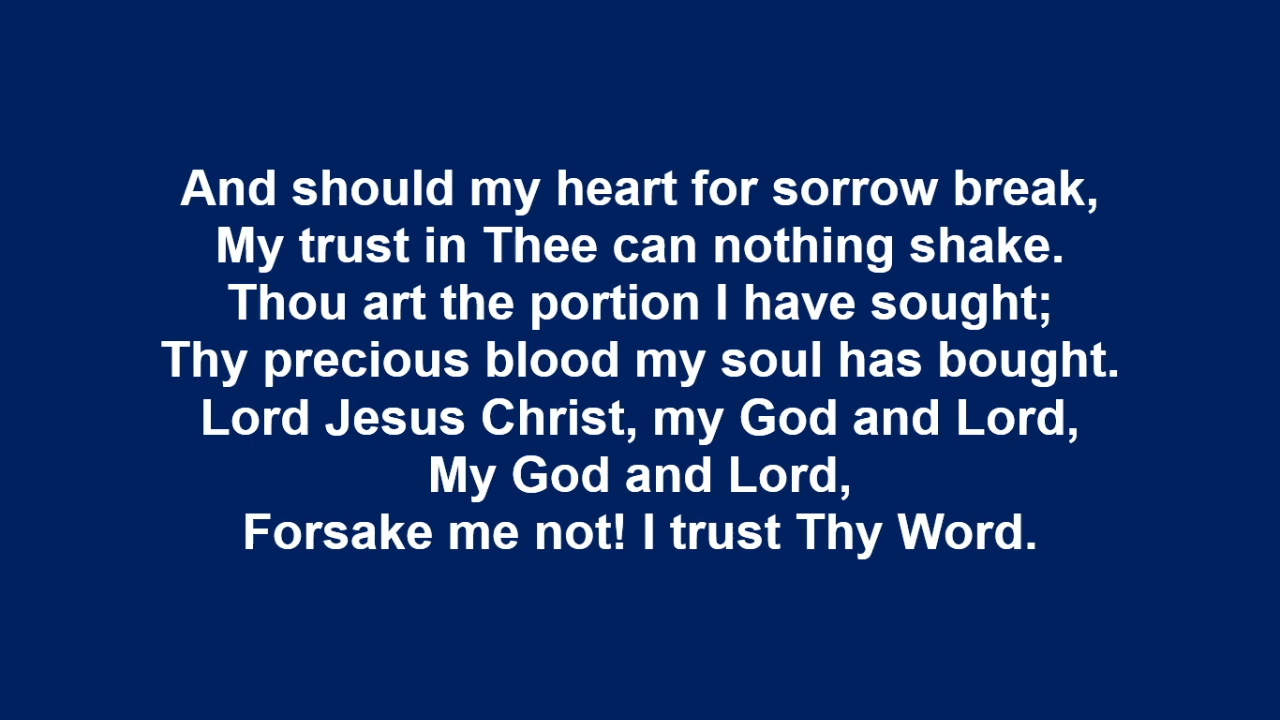 And should my heart for sorrow break,
My trust in Thee can nothing shake.
Thou art the portion I have sought;
Thy precious blood my soul has bought.
Lord Jesus Christ, my God and Lord,
My God and Lord,
Forsake me not! I trust Thy Word.